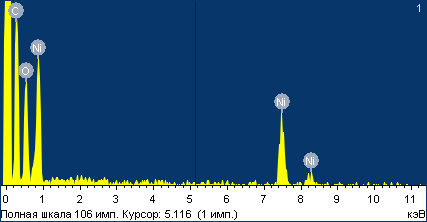 1
C
Ni
O
Ni
Ni
0 1 2 3 4 5 6 7 8 9 10 11
Полная шкала 106 имп. Курсор: 5.116 (1 имп.) кэВ